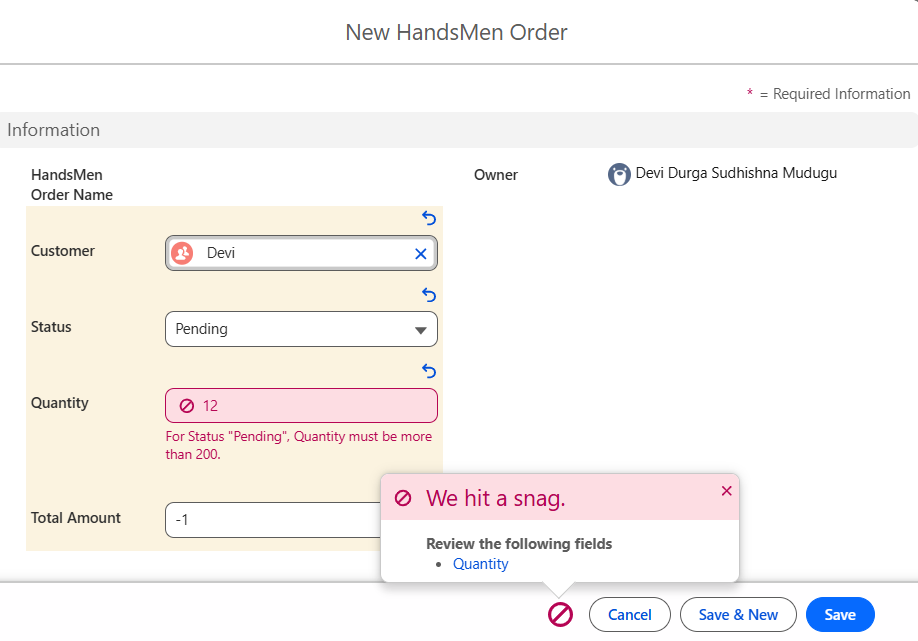 New HandsMen Order
* = Required Information
Information
HandsMen
Order Name
Owner
Devi Durga Sudhishna Mudugu
Customer
Devi
Status
Pending
Quantity
12
For Status "Pending", Quantity must be more
than 200.
Total Amount
-1
We hit a snag.
Review the following fields
• Quantity
Cancel
Save & New
Save